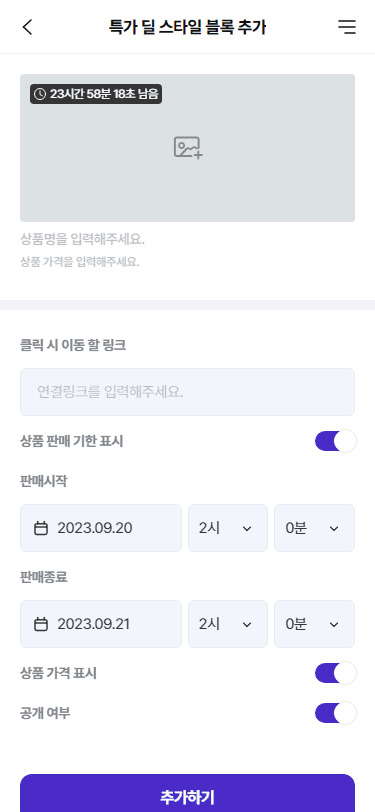 특가 딜 스타일 블록 추가
23시간 58분 18초 남음
상품명을 입력해주세요.
상품 가격을 입력해주세요.
클릭 시 이동 할 링크
연결링크를 입력해주세요.
상품 판매 기한 표시
판매시작
2023.09.20 2시 0분
판매종료
2023.09.21 2시 0분
상품 가격 표시
공개 여부
추가하기